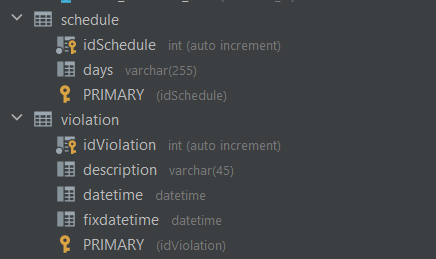 schedule
idSchedule int (auto increment)
days varchar(255)
PRIMARY (idSchedule)
violation
idViolation int (auto increment)
description varchar(45)
datetime datetime
fixdatetime datetime
PRIMARY (idViolation)